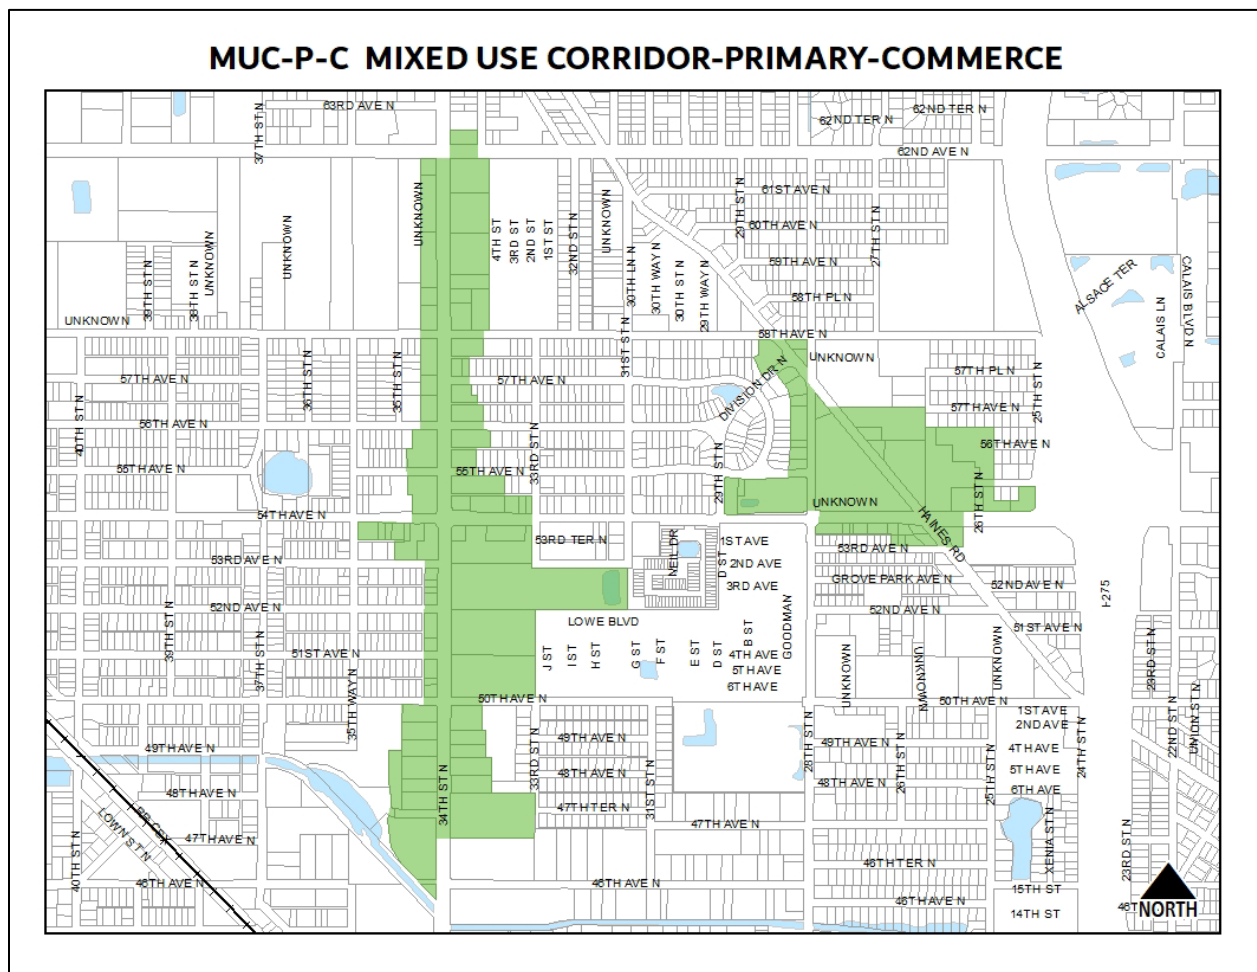 MUC-P-C MIXED USE CORRIDOR-PRIMARY-COMMERCE
63RD AVE N
62ND TER N
62ND TER N
37TH ST N
62ND AVE N
61ST AVE N
60TH AVE N
29TH ST N
27TH ST N
59TH AVE N
58TH PL N
UNKNOWN
UNKNOWN
UNKNOWN
UNKNOWN
4TH ST
3RD ST
2ND ST
1ST ST
32ND ST N
30TH LN N
30TH WAY N
30TH ST N
29TH WAY N
39TH ST N
38TH ST N
ALSACE TER
CALAIS LN
CALAIS BLVD N
UNKNOWN
58TH AVE N
31ST ST N
UNKNOWN
57TH AVE N
36TH ST N
35TH ST N
57TH AVE N
DIVISION DR N
57TH PL N
25TH ST N
57TH AVE N
40TH ST N
56TH AVE N
56TH AVE N
33RD ST N
29TH ST N
55TH AVE N
55TH AVE N
UNKNOWN
26TH ST N
HAINES RD
54TH AVE N
53RD TER N
NEIL DR
D ST
1ST AVE
2ND AVE
3RD AVE
53RD AVE N
53RD AVE N
GROVE PARK AVE N
52ND AVE N
I-275
52ND AVE N
52ND AVE N
LOWE BLVD
51ST AVE N
39TH ST N
37TH ST N
51ST AVE N
35TH WAY N
J ST
I ST
H ST
G ST
F ST
E ST
D ST
B ST
GOODMAN
4TH AVE
5TH AVE
6TH AVE
UNKNOWN
UNKNOWN
UNKNOWN
23RD ST N
50TH AVE N
50TH AVE N
1ST AVE
2ND AVE
4TH AVE
5TH AVE
6TH AVE
24TH ST N
22ND ST N
UNION ST N
49TH AVE N
49TH AVE N
49TH AVE N
28TH ST N
26TH ST N
25TH ST N
48TH AVE N
48TH AVE N
48TH AVE N
34TH ST N
33RD ST N
31ST ST N
47TH TER N
47TH AVE N
47TH AVE N
LOWN ST N
40TH ST N
46TH AVE N
46TH AVE N
46TH TER N
46TH AVE N
XENIA ST N
23RD ST N
15TH ST
14TH ST
NORTH